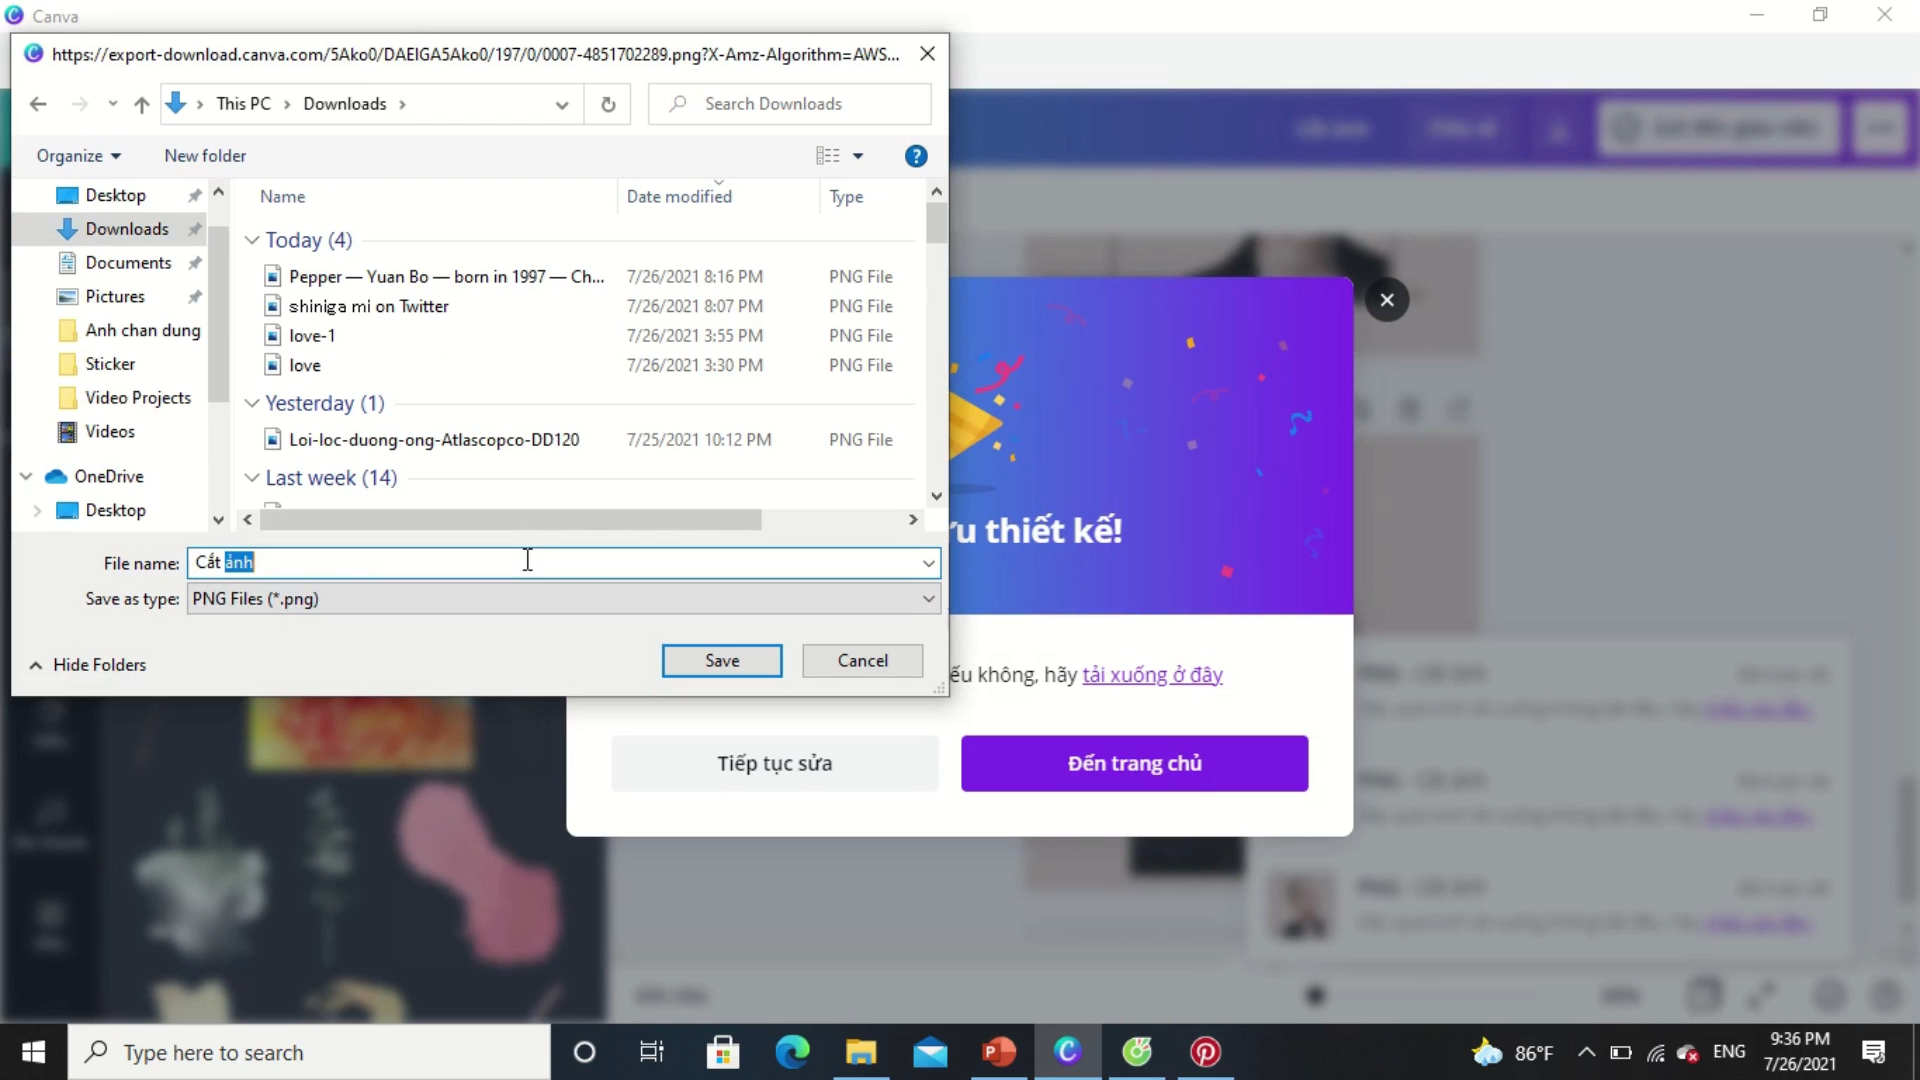 Canva
https://export-download.canva.com/5Ako0/DAEIGA5Ako0/197/0/0007-4851702289.png?X-Amz-Algorithm=AWS...
This PC > Downloads >
Search Downloads
Organize
New folder
Name
Date modified
Type
Desktop
Downloads
Documents
Pictures
Anh chan dung
Sticker
Video Projects
Videos
OneDrive
Desktop
Today (4)
Pepper — Yuan Bo — born in 1997 — Ch... 7/26/2021 8:16 PM PNG File
shiniga mi on Twitter 7/26/2021 8:07 PM PNG File
love-1 7/26/2021 3:55 PM PNG File
love 7/26/2021 3:30 PM PNG File
Yesterday (1)
Loi-loc-duong-ong-Atlascopco-DD120 7/25/2021 10:12 PM PNG File
Last week (14)
File name: Cắt ảnh
Save as type: PNG Files (*.png)
Hide Folders
Save
Cancel
thiết kế!
không, hãy tải xuống ở đây
Tiếp tục sửa
Đến trang chủ
Type here to search
86°F
ENG
9:36 PM
7/26/2021